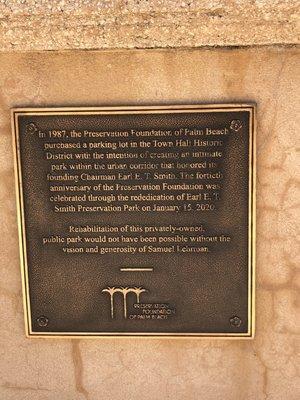 In 1987, the Preservation Foundation of Palm Beach
purchased a parking lot in the Town Hall Historic
District with the intention of creating an intimate
park within the urban corridor that honored its
founding Chairman Earl E. T. Smith. The fortieth
anniversary of the Preservation Foundation was
celebrated through the rededication of Earl E. T.
Smith Preservation Park on January 15, 2020.
Rehabilitation of this privately-owned,
public park would not have been possible without the
vision and generosity of Samuel Lehrman.
PRESERVATION
FOUNDATION
OF PALM BEACH